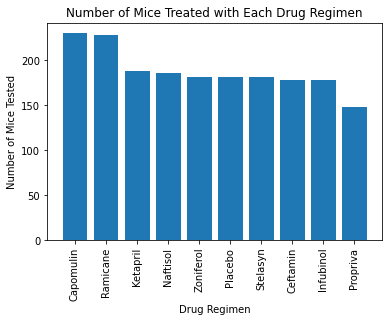 Number of Mice Treated with Each Drug Regimen
Number of Mice Tested
200
150
100
50
0
Capomulin
Ramicane
Ketapril
Naftisol
Zoniferol
Placebo
Stelasyn
Ceftamin
Infubinol
Propriva
Drug Regimen